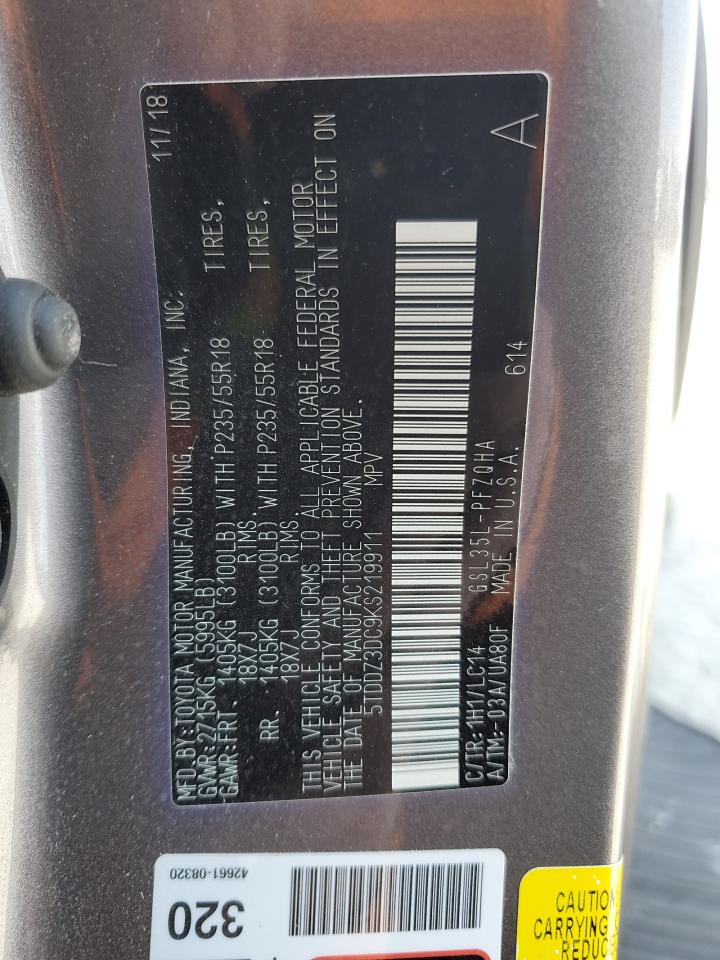 MFD BY:TOYOTA MOTOR MANUFACTURING, INDIANA, INC. 11/18
GVWR:2715KG (5995LB)
GAWR:FRT. 1405KG (3100LB) WITH P235/55R18 TIRES,
18X7J RIMS
RR. 1405KG (3100LB) WITH P235/55R18 TIRES,
18X7J RIMS
THIS VEHICLE CONFORMS TO ALL APPLICABLE FEDERAL MOTOR
VEHICLE SAFETY AND THEFT PREVENTION STANDARDS IN EFFECT ON
THE DATE OF MANUFACTURE SHOWN ABOVE.
5TDDZ3DC9KS219911 MPV
C/TR:1H1/LC14 GSL35L-PFZQHA 614 A
A/TM:-03A/UA80F MADE IN U.S.A.
42661-08320
320
CAUTION
CARRYING
REDUCE